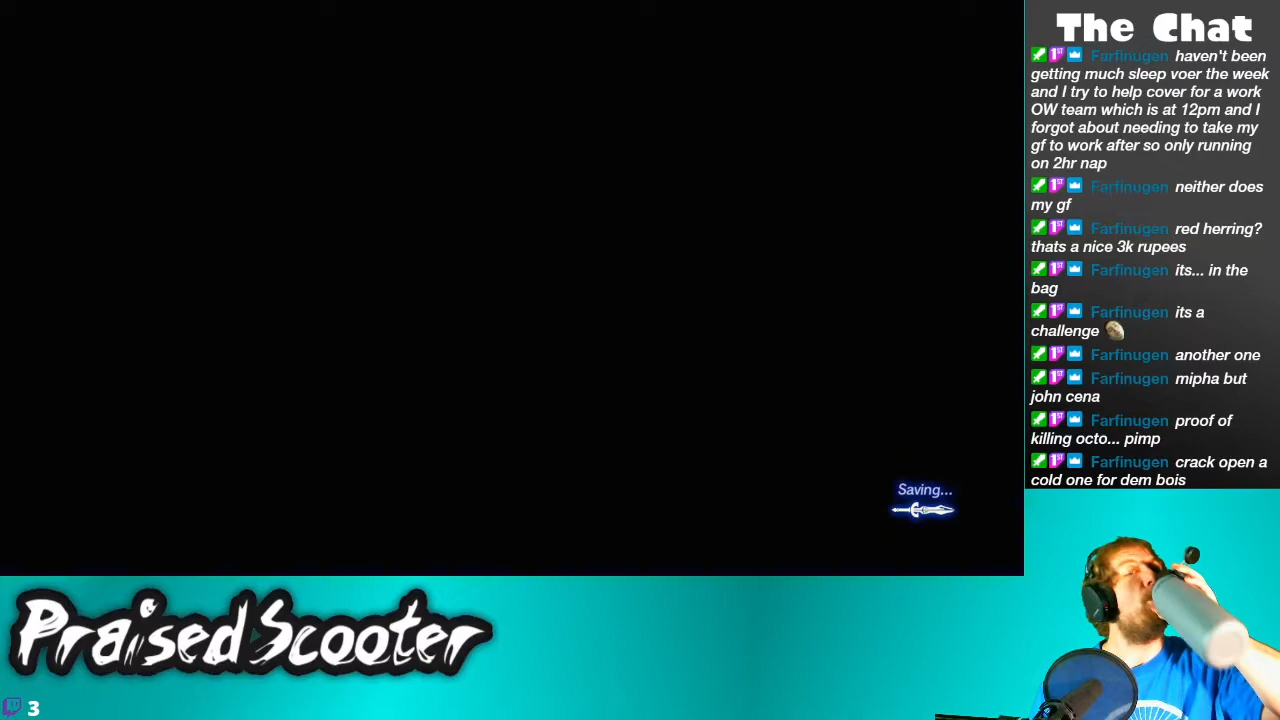 The Chat
Farfinugen haven't been
getting much sleep voer the week
and I try to help cover for a work
OW team which is at 12pm and I
forgot about needing to take my
gf to work after so only running
on 2hr nap
Farfinugen neither does
my gf
Farfinugen red herring?
thats a nice 3k rupees
Farfinugen its... in the
bag
Farfinugen its a
challenge
Farfinugen another one
Farfinugen mipha but
john cena
Farfinugen proof of
killing octo... pimp
Farfinugen crack open a
cold one for dem bois
Saving...
PraisedScooter
3